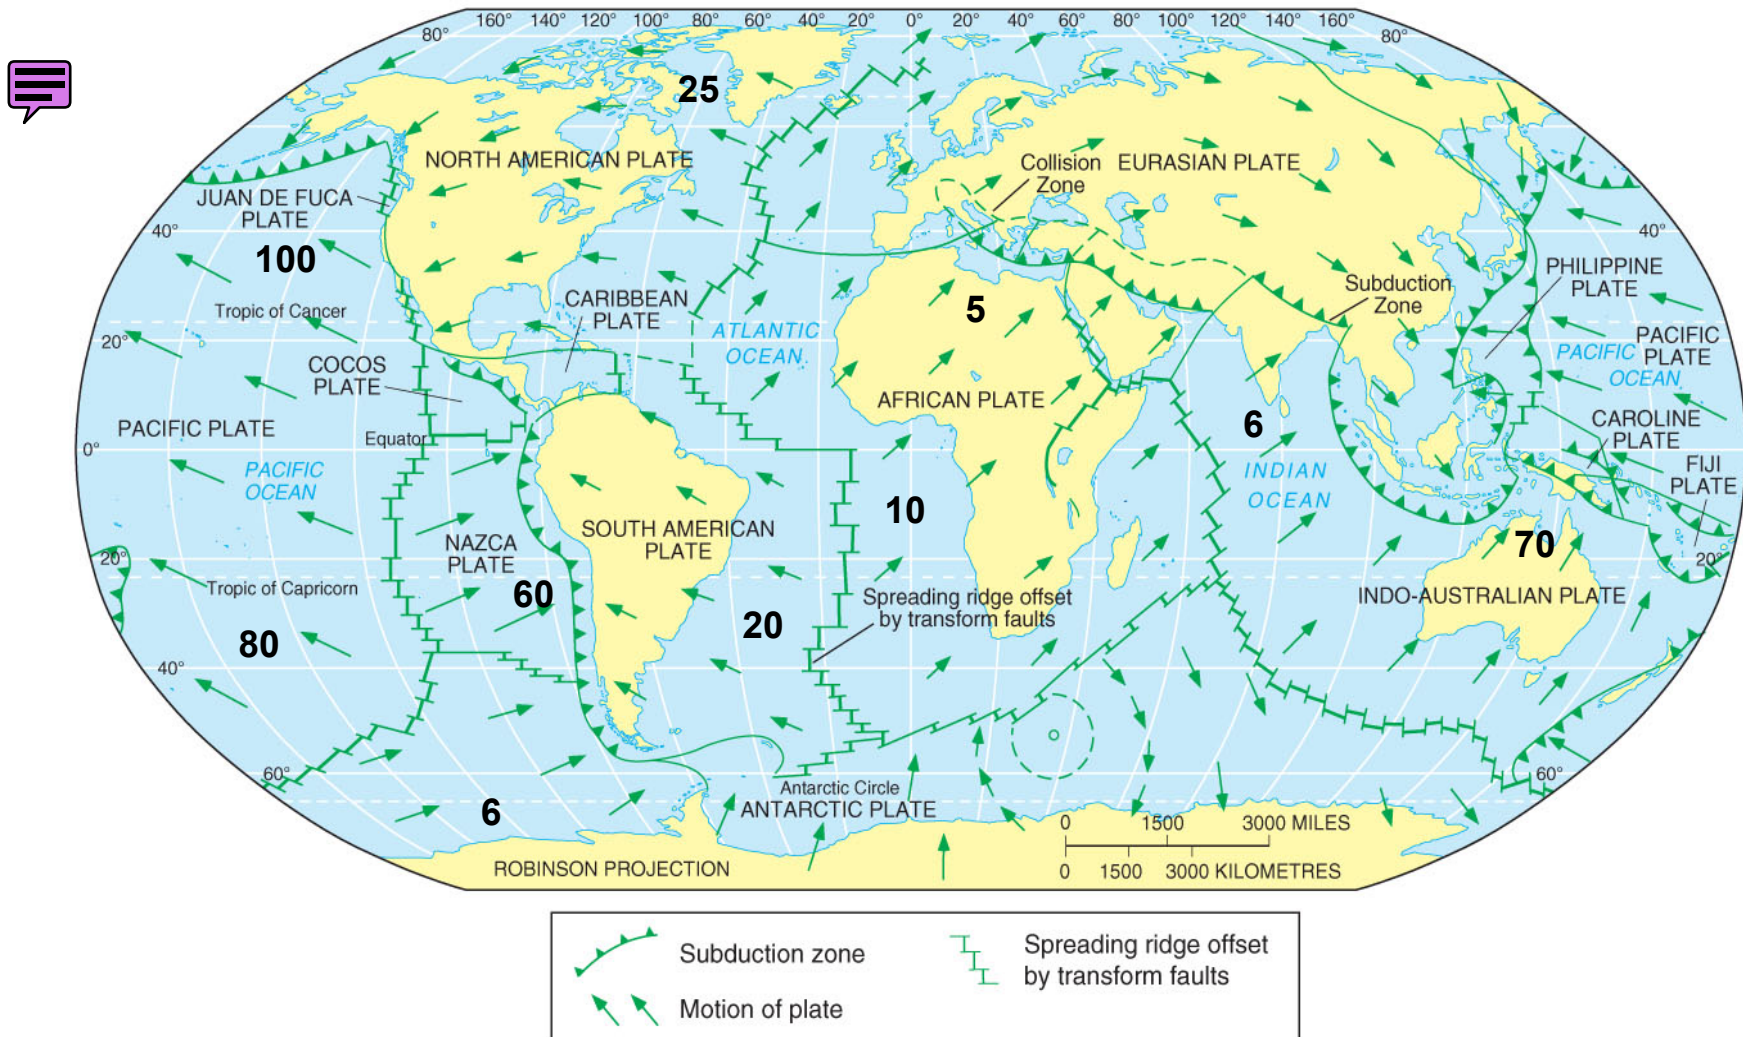 160° 140° 120° 100° 80° 60° 40° 20° 0° 20° 40° 60° 80° 100° 120° 140° 160°
80°
80°
25
NORTH AMERICAN PLATE
Collision
Zone
EURASIAN PLATE
JUAN DE FUCA
PLATE
40°
40°
100
PHILIPPINE
PLATE
Subduction
Zone
Tropic of Cancer
CARIBBEAN
PLATE
5
ATLANTIC
OCEAN
20°
PACIFIC
PLATE
PACIFIC
OCEAN
COCOS
PLATE
AFRICAN PLATE
CAROLINE
PLATE
PACIFIC PLATE
Equator
6
0°
0°
PACIFIC
OCEAN
INDIAN
OCEAN
FIJI
PLATE
10
SOUTH AMERICAN
PLATE
NAZCA
PLATE
70
20°
20°
Tropic of Capricorn
60
Spreading ridge offset
by transform faults
INDO-AUSTRALIAN PLATE
20
80
40°
40°
60°
60°
Antarctic Circle
ANTARCTIC PLATE
6
0 1500 3000 MILES
0 1500 3000 KILOMETRES
ROBINSON PROJECTION
Subduction zone
Spreading ridge offset
by transform faults
Motion of plate